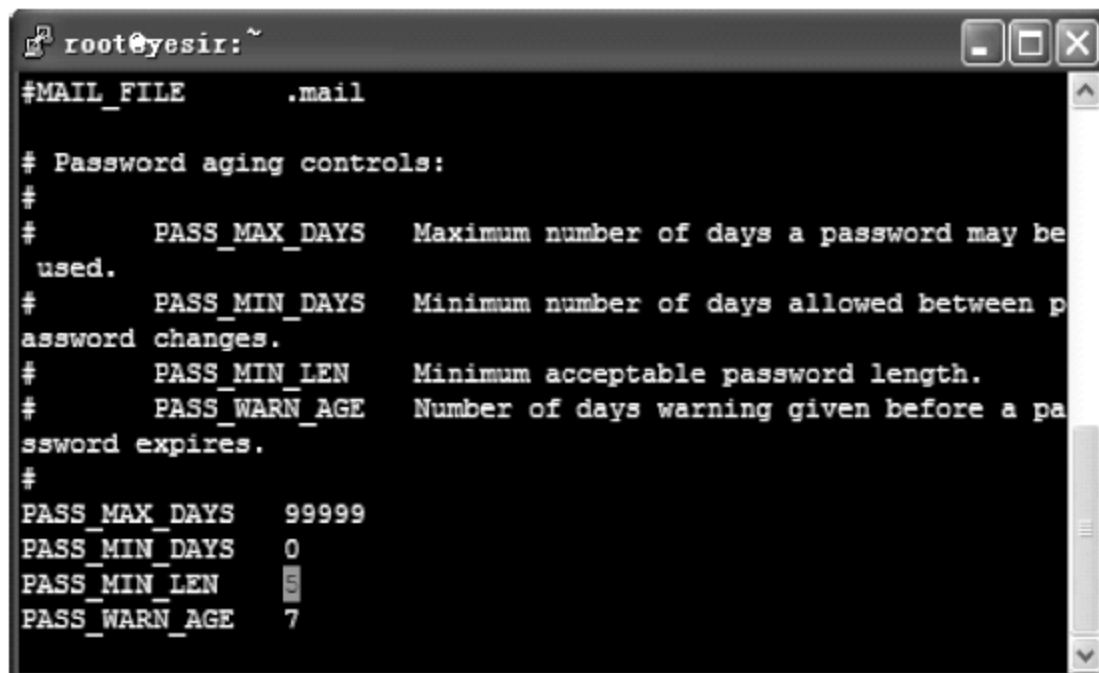 root@yesir:~
#MAIL_FILE      .mail
# Password aging controls:
#
#       PASS_MAX_DAYS   Maximum number of days a password may be
 used.
#       PASS_MIN_DAYS   Minimum number of days allowed between p
assword changes.
#       PASS_MIN_LEN    Minimum acceptable password length.
#       PASS_WARN_AGE   Number of days warning given before a pa
ssword expires.
#
PASS_MAX_DAYS   99999
PASS_MIN_DAYS   0
PASS_MIN_LEN    5
PASS_WARN_AGE   7